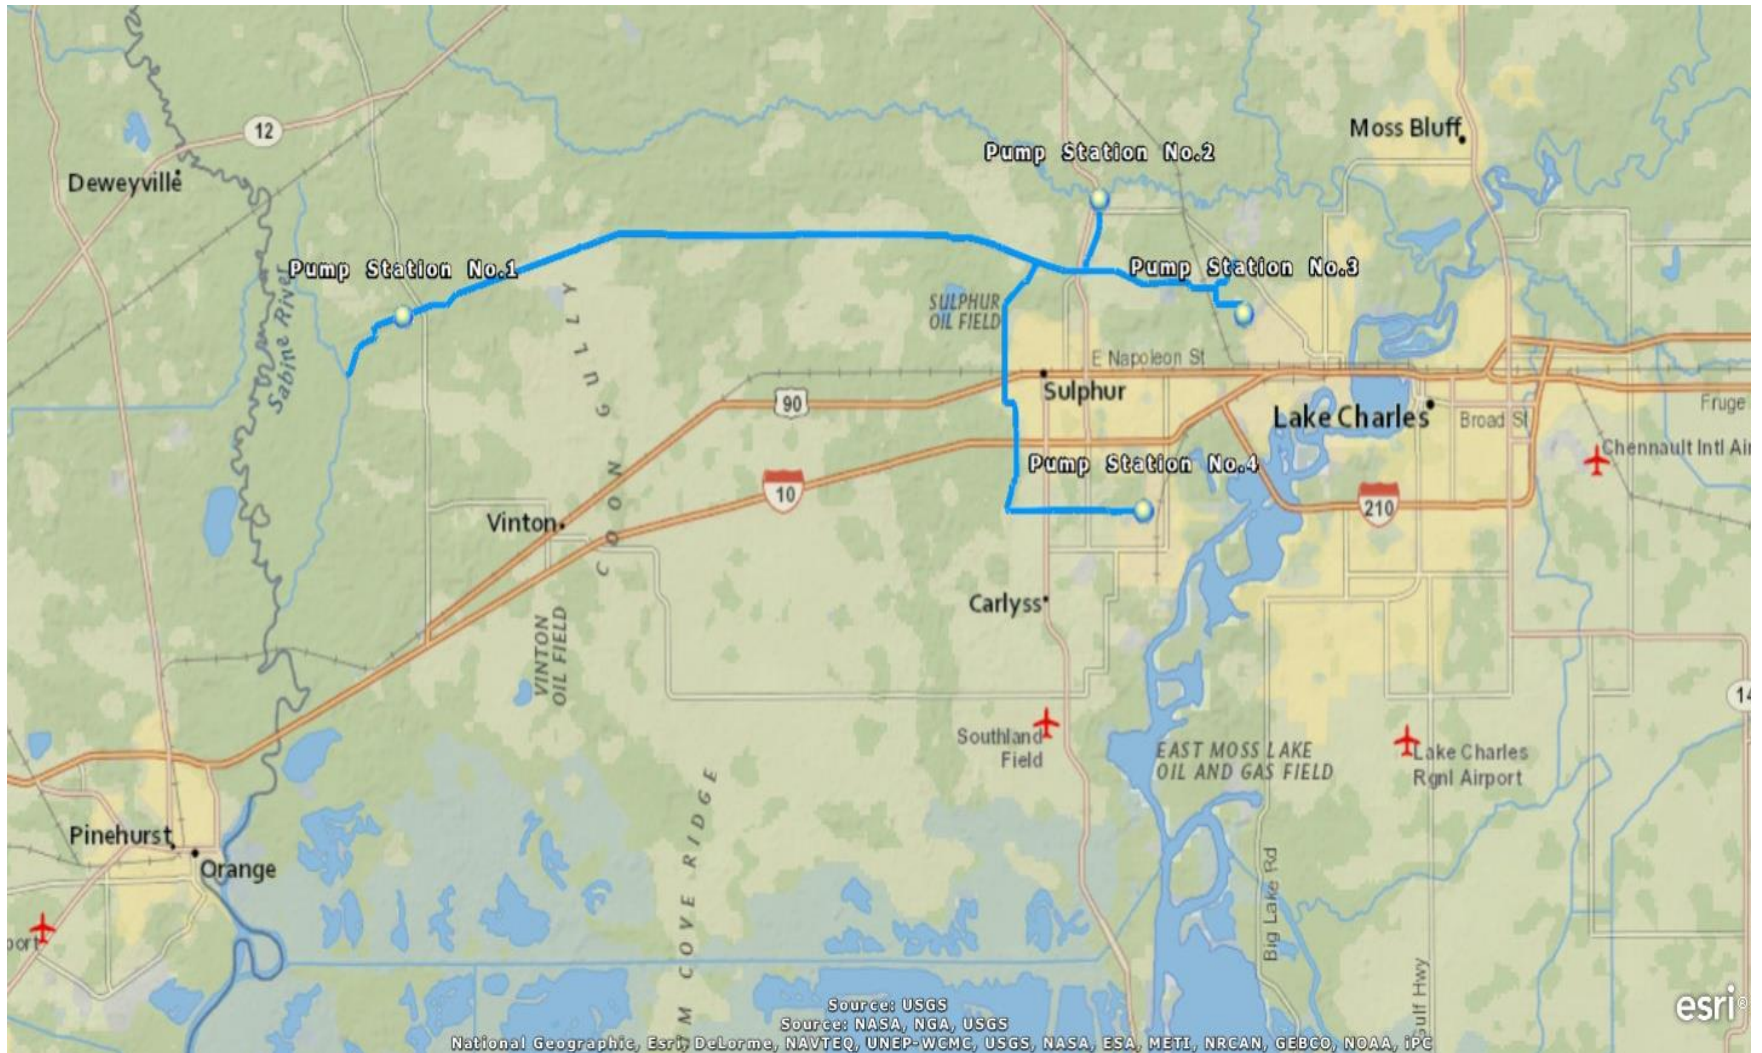 12
Moss Bluff
Pump Station No.2
Deweyville
Pump Station No.1
Pump Station No.3
Sabine River
SULPHUR
OIL FIELD
GULLY
E Napoleon St
Sulphur
90
Lake Charles
Broad St
Fruge
Chennault Intl Air
Pump Station No.4
10
210
Vinton
COON
Carlyss
VINTON
OIL FIELD
14
Southland
Field
EAST MOSS LAKE
OIL AND GAS FIELD
Lake Charles
Rgnl Airport
Pinehurst
Orange
M COVE RIDGE
Big Lake Rd
port
Gulf Hwy
esri
Source: USGS
Source: NASA, NGA, USGS
National Geographic, Esri, DeLorme, NAVTEQ, UNEP-WCMC, USGS, NASA, ESA, METI, NRCAN, GEBCO, NOAA, iPC